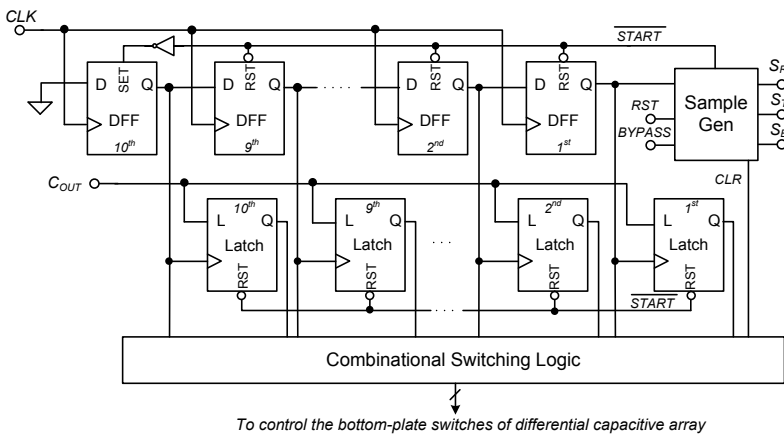 CLK
START
D SET Q DFF 10th
D RST Q DFF 9th
D RST Q DFF 2nd
D RST Q DFF 1st
Sample Gen
RST
BYPASS
CLR
COUT
10th L Q Latch RST
9th L Q Latch RST
2nd L Q Latch RST
1st L Q Latch RST
START
Combinational Switching Logic
To control the bottom-plate switches of differential capacitive array